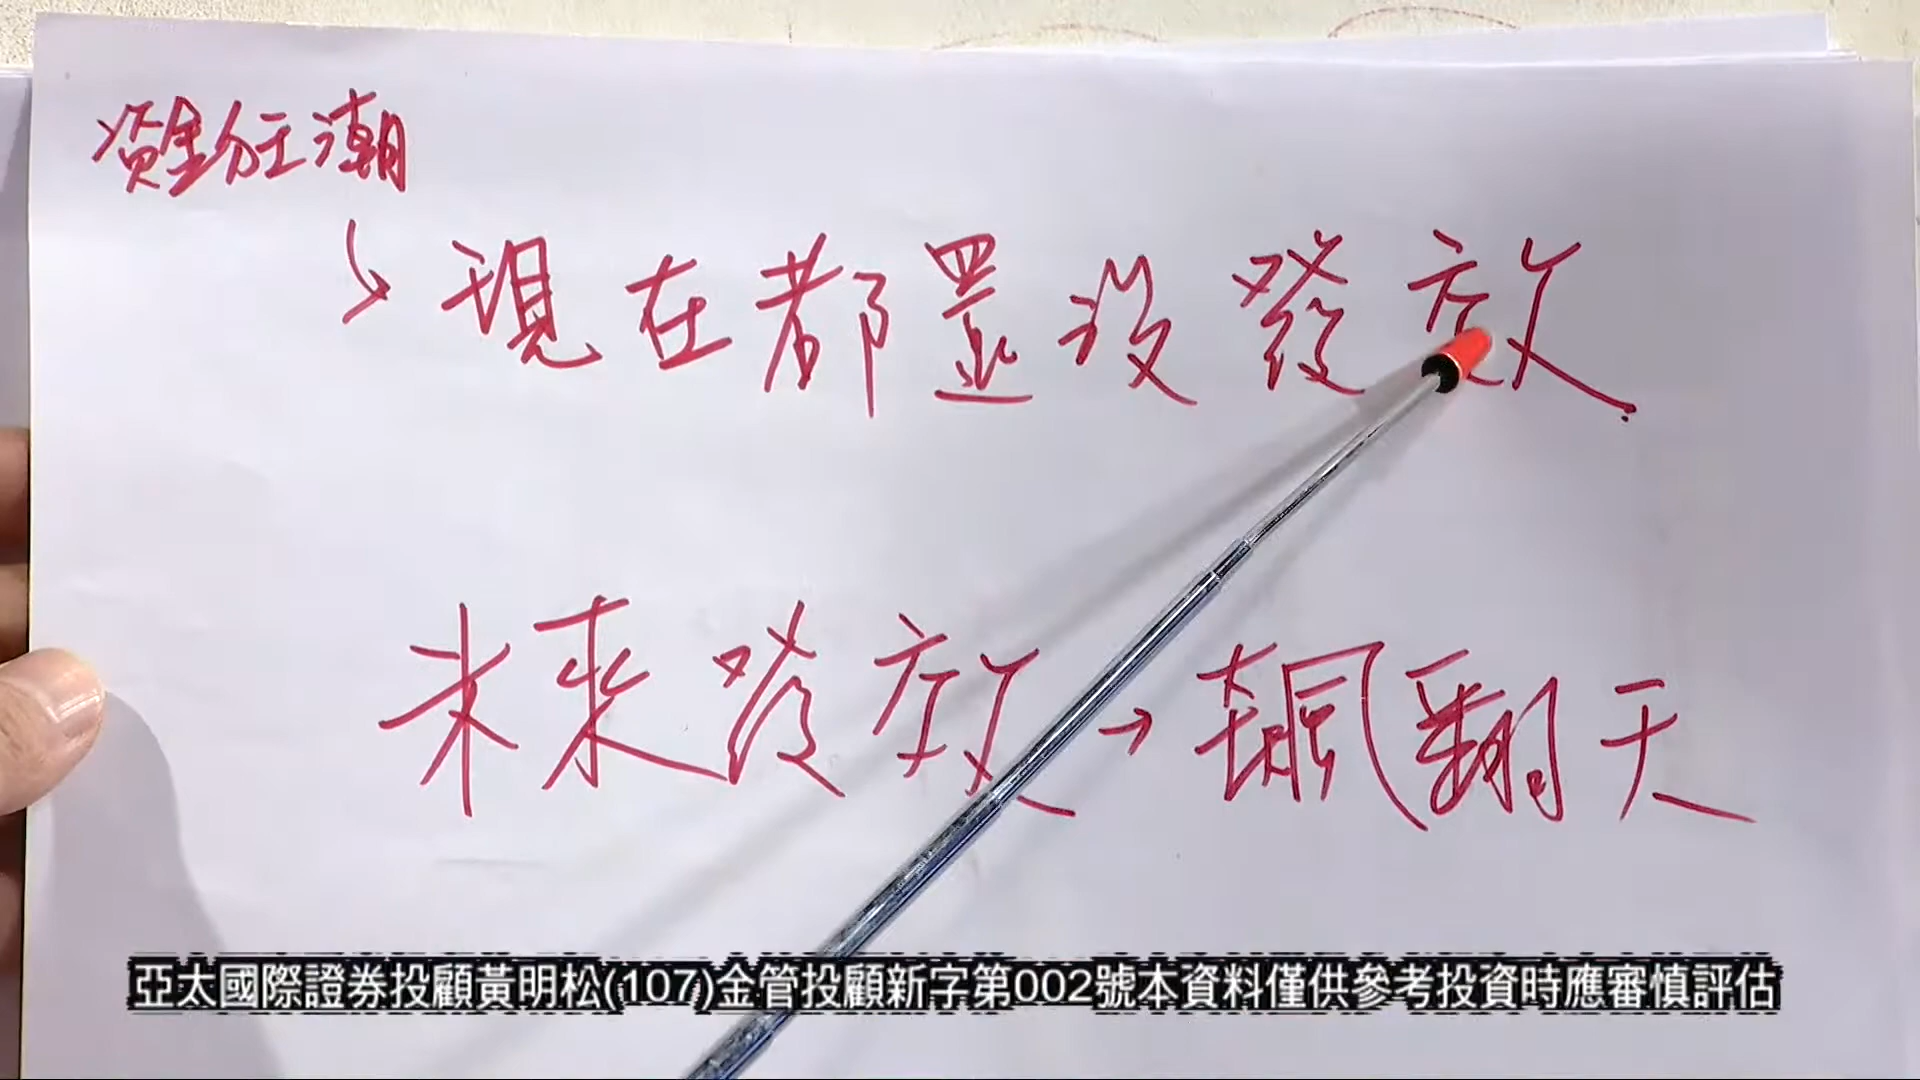 資金狂潮
↳ 現在都還沒發效
未來發效→飆翻天
亞太國際證券投顧黃明松(107)金管投顧新字第002號本資料僅供參考投資時應審慎評估